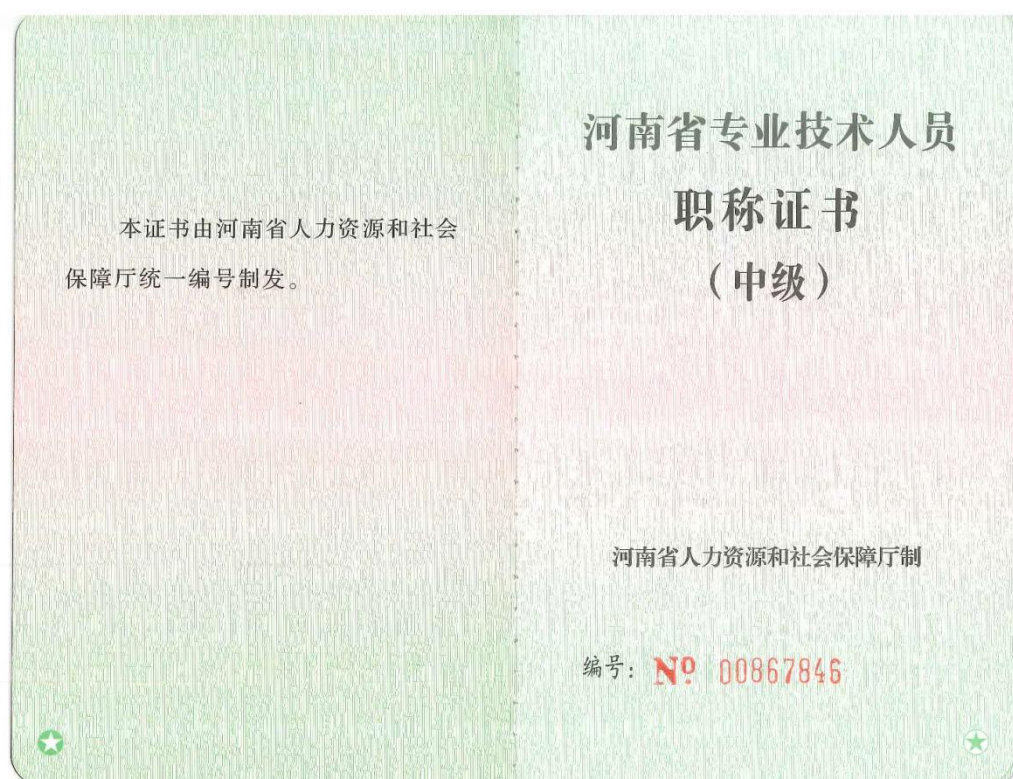 本证书由河南省人力资源和社会
保障厅统一编号制发。
河南省专业技术人员
职称证书
（中级）
河南省人力资源和社会保障厅制
编号：№ 00867846